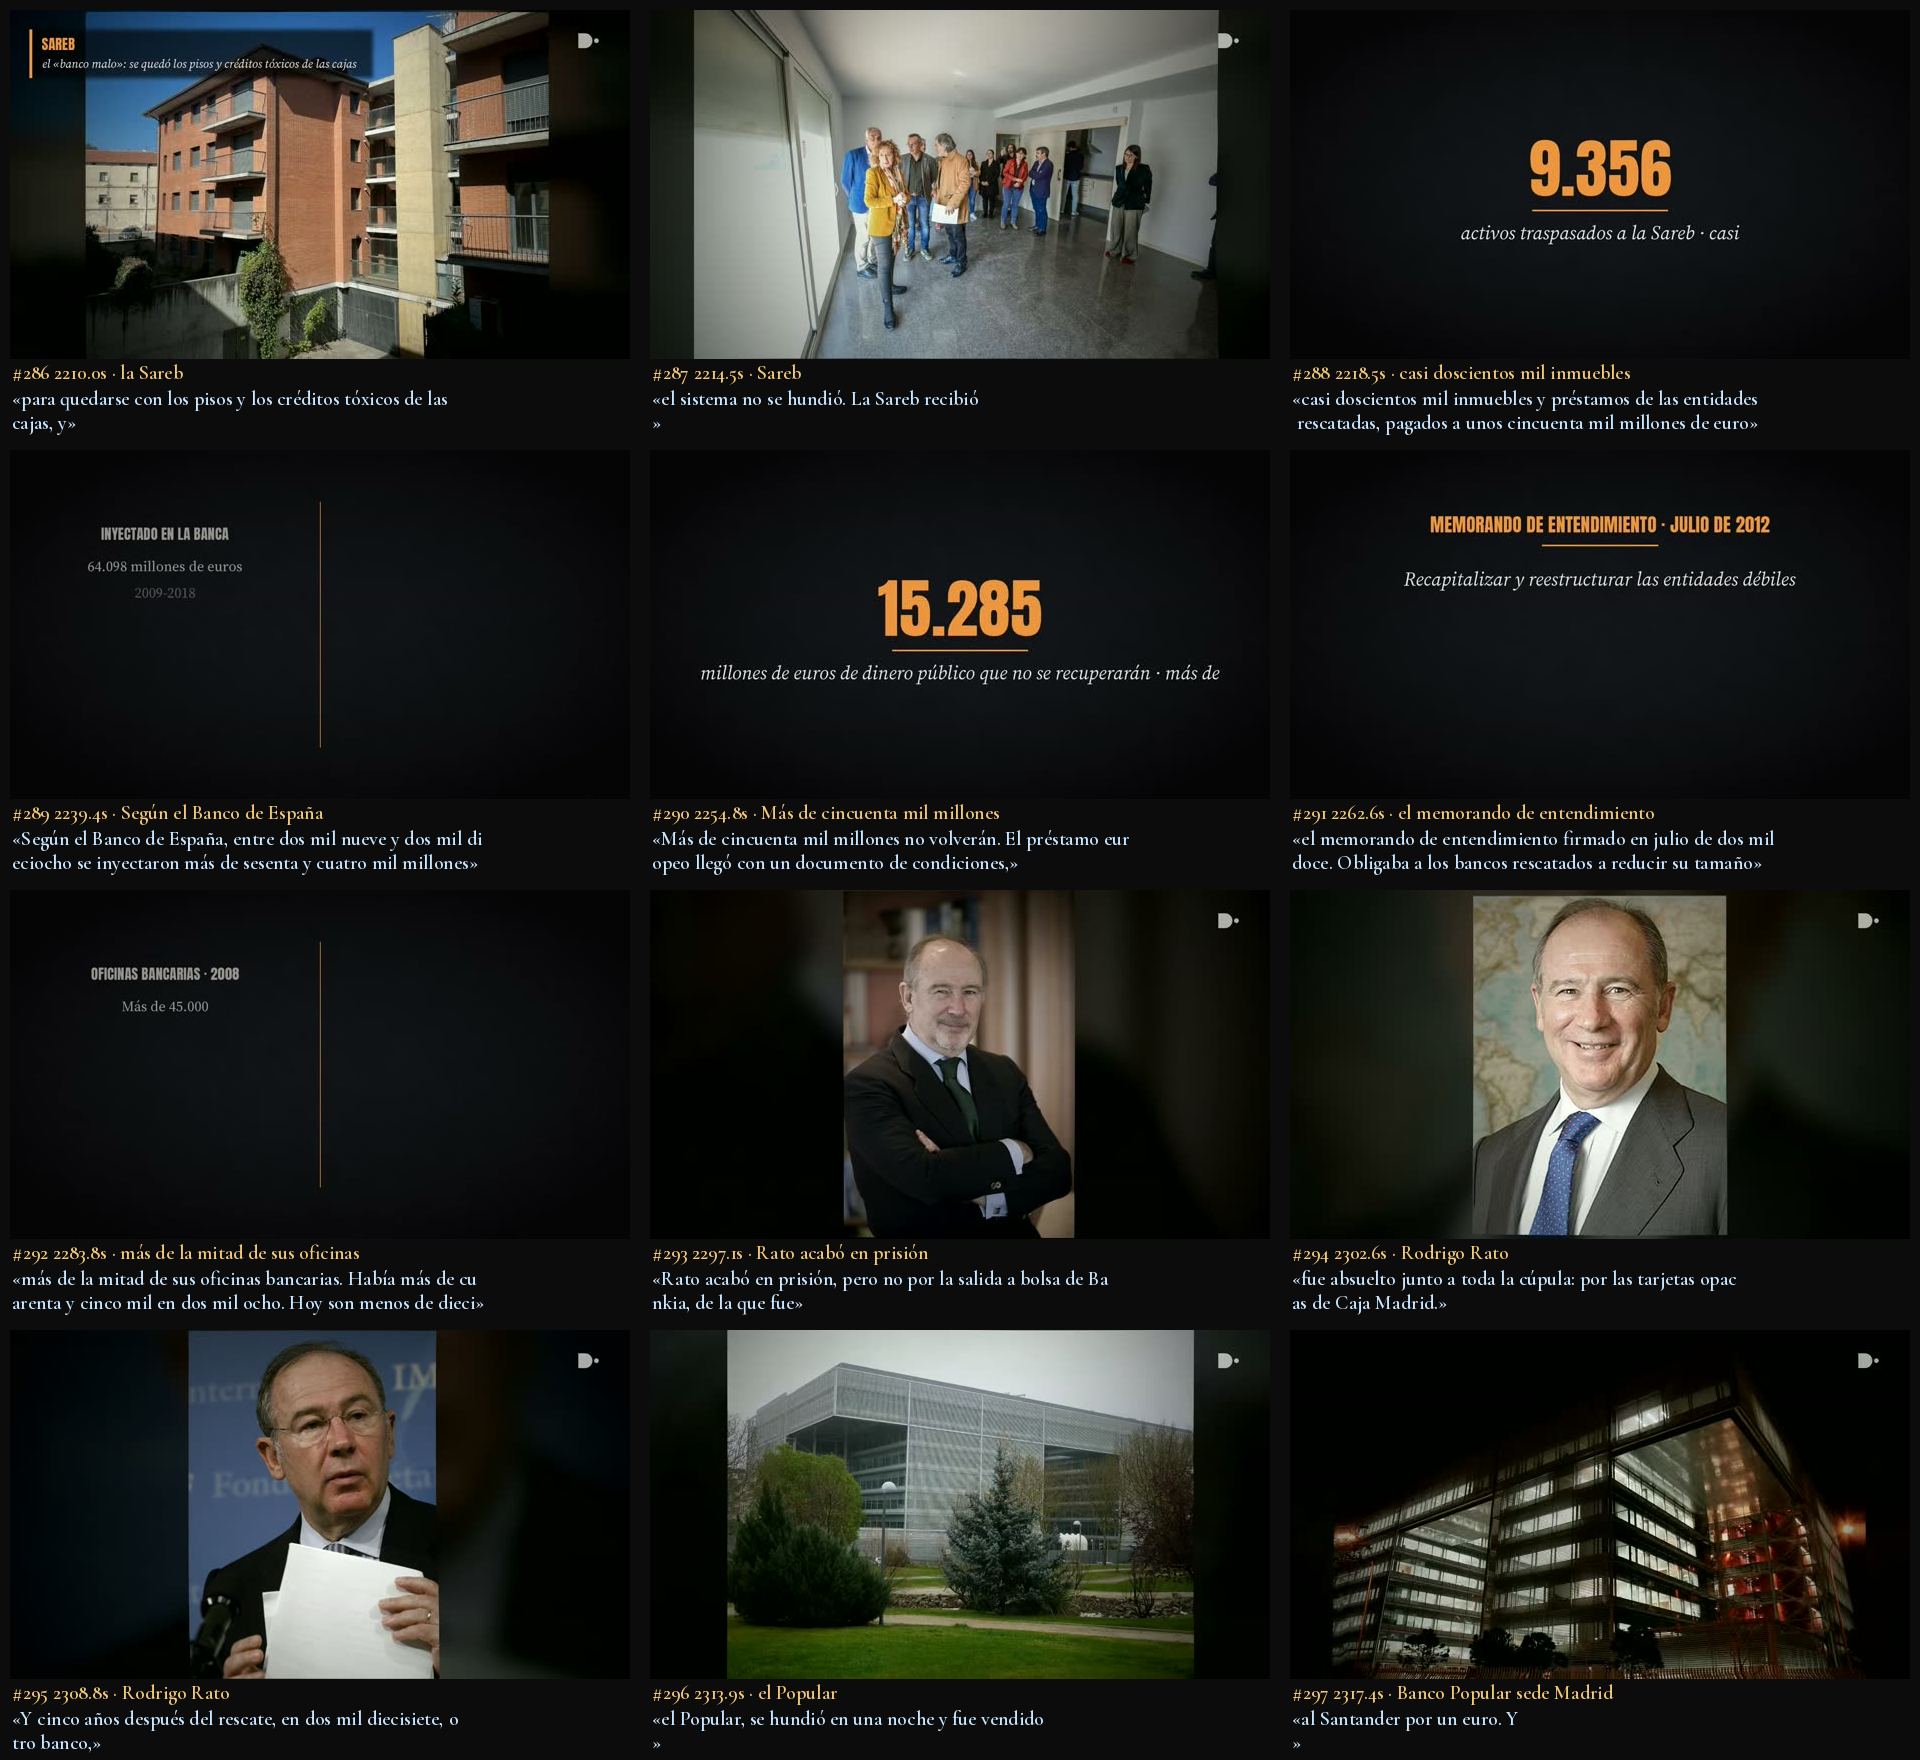 SAREB
el «banco malo»: se quedó los pisos y créditos tóxicos de las cajas
#286 2210.0s · la Sareb
«para quedarse con los pisos y los créditos tóxicos de las
cajas, y»
#287 2214.5s · Sareb
«el sistema no se hundió. La Sareb recibió
»
9.356
activos traspasados a la Sareb · casi
#288 2218.5s · casi doscientos mil inmuebles
«casi doscientos mil inmuebles y préstamos de las entidades
rescatadas, pagados a unos cincuenta mil millones de euro»
INYECTADO EN LA BANCA
64.098 millones de euros
2009-2018
#289 2239.4s · Según el Banco de España
«Según el Banco de España, entre dos mil nueve y dos mil di
eciocho se inyectaron más de sesenta y cuatro mil millones»
15.285
millones de euros de dinero público que no se recuperarán · más de
#290 2254.8s · Más de cincuenta mil millones
«Más de cincuenta mil millones no volverán. El préstamo eur
opeo llegó con un documento de condiciones,»
MEMORANDO DE ENTENDIMIENTO · JULIO DE 2012
Recapitalizar y reestructurar las entidades débiles
#291 2262.6s · el memorando de entendimiento
«el memorando de entendimiento firmado en julio de dos mil
doce. Obligaba a los bancos rescatados a reducir su tamaño»
OFICINAS BANCARIAS · 2008
Más de 45.000
#292 2283.8s · más de la mitad de sus oficinas
«más de la mitad de sus oficinas bancarias. Había más de cu
arenta y cinco mil en dos mil ocho. Hoy son menos de dieci»
#293 2297.1s · Rato acabó en prisión
«Rato acabó en prisión, pero no por la salida a bolsa de Ba
nkia, de la que fue»
#294 2302.6s · Rodrigo Rato
«fue absuelto junto a toda la cúpula: por las tarjetas opac
as de Caja Madrid.»
#295 2308.8s · Rodrigo Rato
«Y cinco años después del rescate, en dos mil diecisiete, o
tro banco,»
#296 2313.9s · el Popular
«el Popular, se hundió en una noche y fue vendido
»
#297 2317.4s · Banco Popular sede Madrid
«al Santander por un euro. Y
»